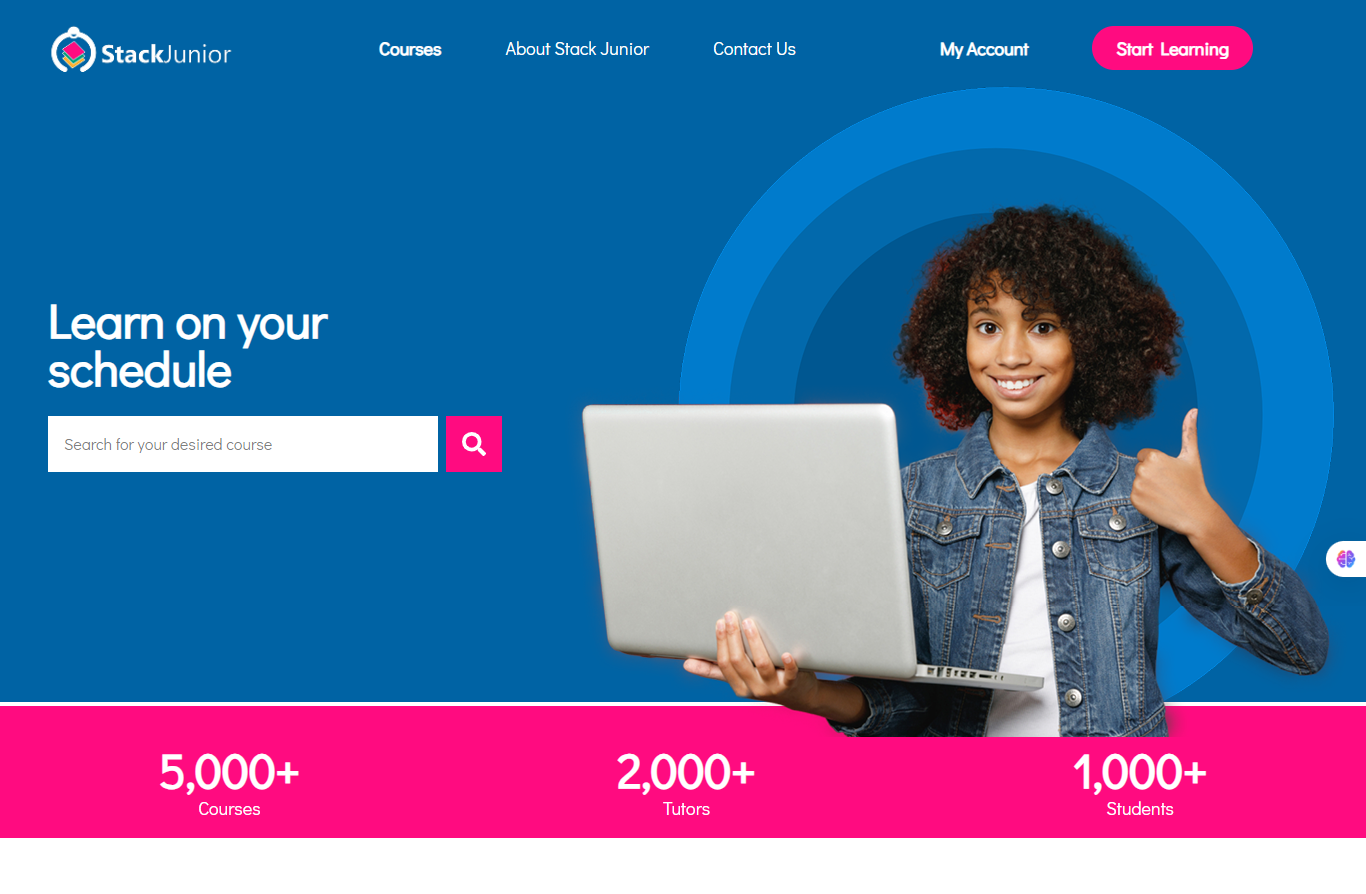 StackJunior
Courses
About Stack Junior
Contact Us
My Account
Start Learning
Learn on your
schedule
Search for your desired course
5,000+
Courses
2,000+
Tutors
1,000+
Students